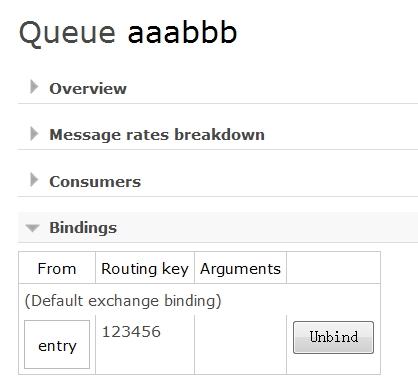 Queue aaabbb
Overview
Message rates breakdown
Consumers
Bindings
From Routing key Arguments
(Default exchange binding)
entry 123456 Unbind